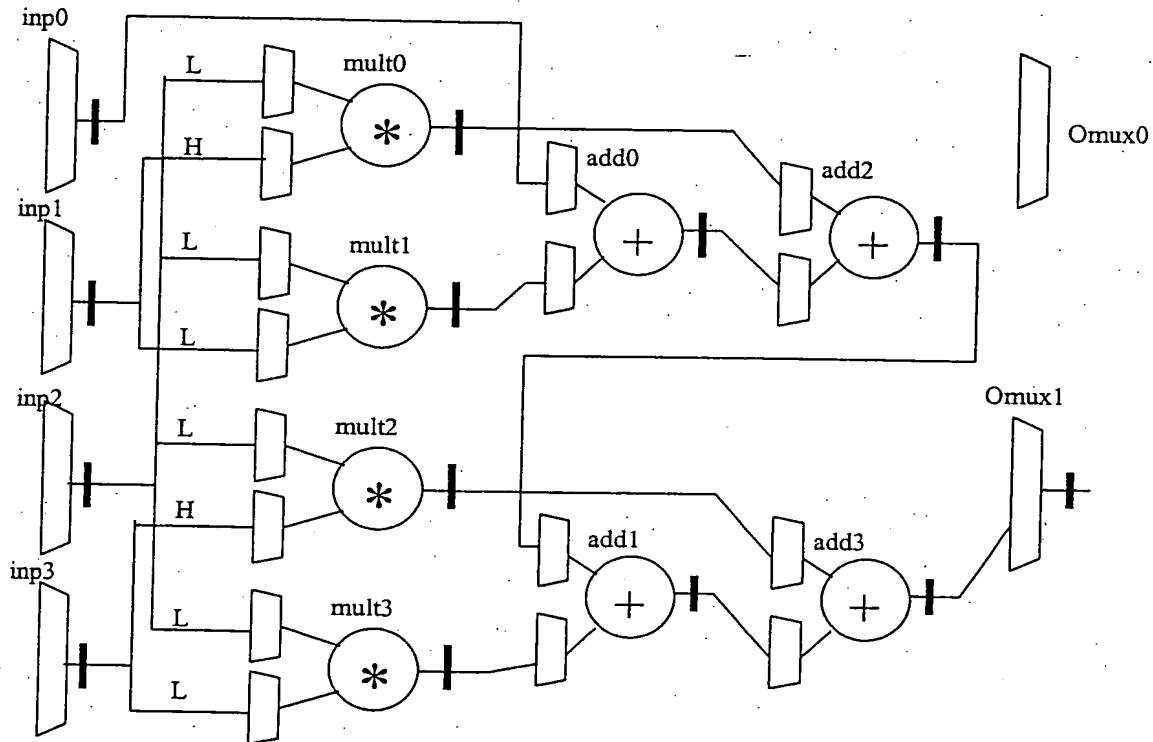 inp0
L
mult0
*
Omux0
H
add0
add2
inp1
L
mult1
+
+
*
L
inp2
Omux1
L
mult2
*
H
add1
add3
inp3
L
mult3
+
+
*
L